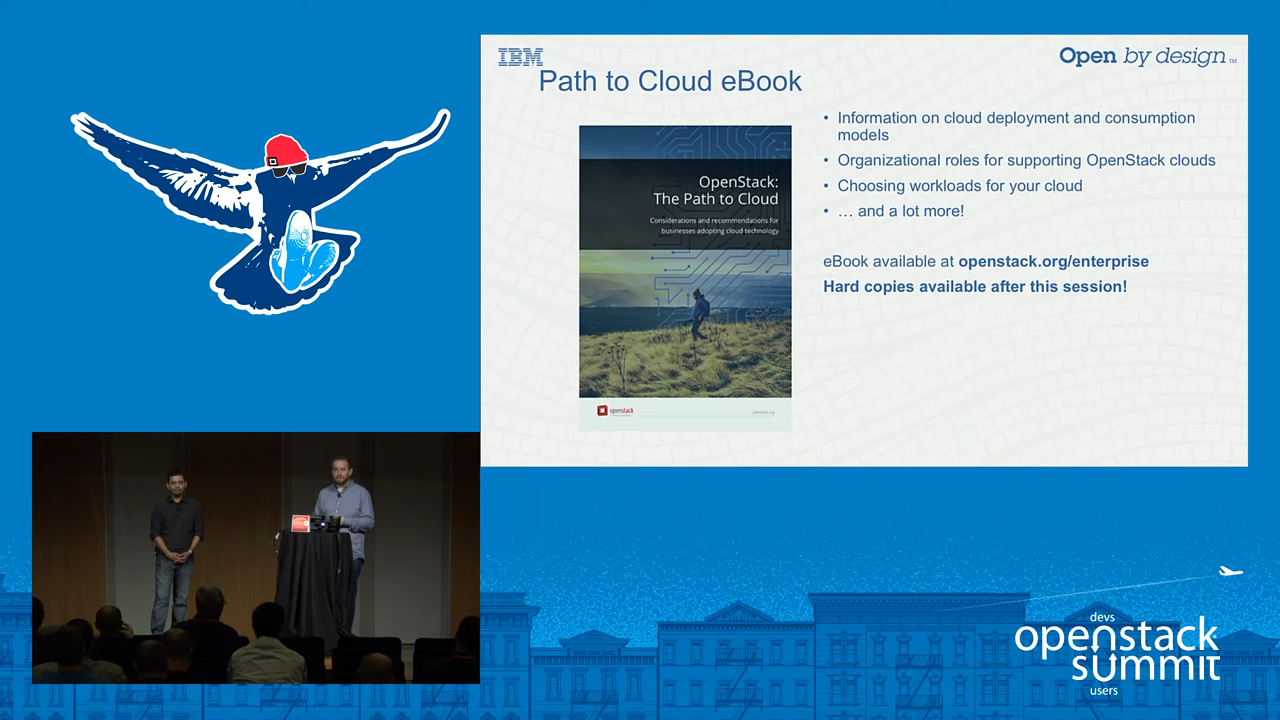 IBM
Open by design™
Path to Cloud eBook
• Information on cloud deployment and consumption
models
• Organizational roles for supporting OpenStack clouds
• Choosing workloads for your cloud
• … and a lot more!
eBook available at openstack.org/enterprise
Hard copies available after this session!
OpenStack:
The Path to Cloud
Considerations and recommendations for
businesses adopting cloud technology
openstack
devs
openstack
summit
users